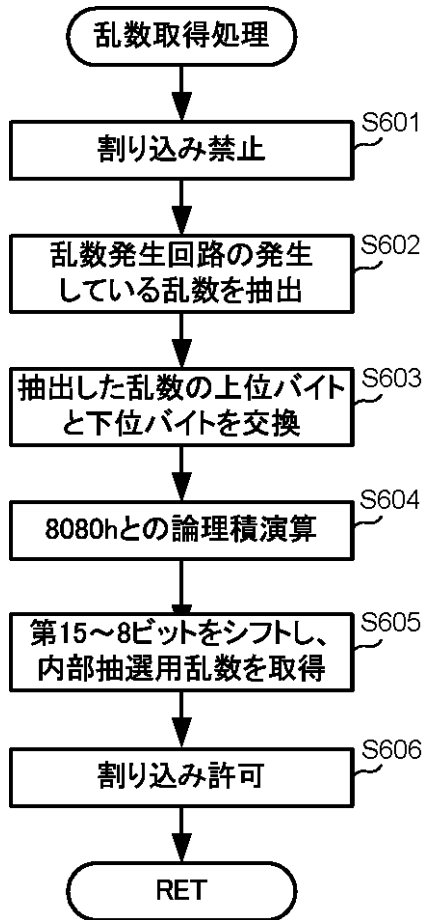 乱数取得処理
S601
割り込み禁止
S602
乱数発生回路の発生
している乱数を抽出
S603
抽出した乱数の上位バイト
と下位バイトを交換
S604
8080hとの論理積演算
S605
第15～8ビットをシフトし、
内部抽選用乱数を取得
S606
割り込み許可
RET